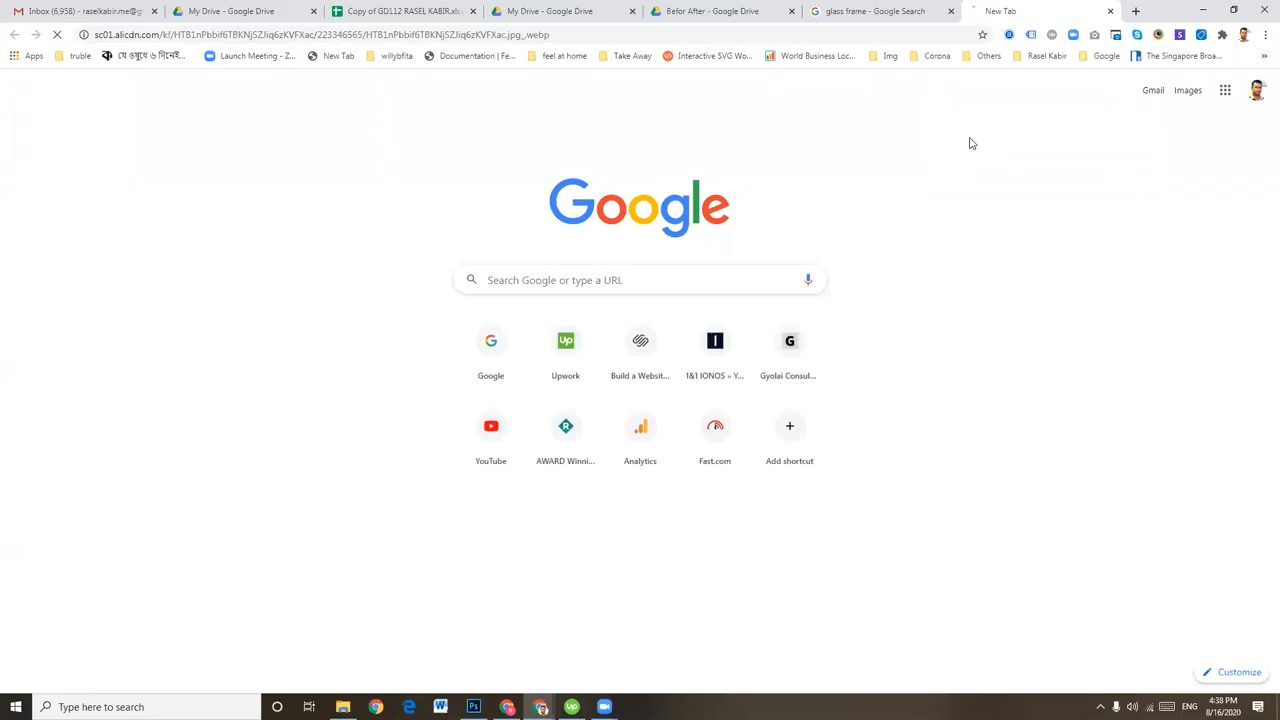 Inbox (6,958) - raselkabir.me@g
My Drive - Google Drive
Copy of GD112 RASEL KABIR.xls
My Drive - Google Drive
Befor After - Google Drive
glass frame - Google Search
New Tab
sc01.alicdn.com/kf/HTB1nPbbif6TBKNjSZJiq6zKVFXac/223346565/HTB1nPbbif6TBKNjSZJiq6zKVFXac.jpg_.webp
Apps
truble
যে ওষুধে ৬ দিনেই...
Launch Meeting - Z...
New Tab
willybfita
Documentation | Fe...
feel at home
Take Away
Interactive SVG Wo...
World Business Loc...
Img
Corona
Others
Rasel Kabir
Google
The Singapore Broa...
Gmail
Images
Google
Search Google or type a URL
Google
Upwork
Build a Websit...
1&1 IONOS » Y...
Gyolai Consul...
YouTube
AWARD Winni...
Analytics
Fast.com
Add shortcut
Customize
Type here to search
ENG
4:38 PM
8/16/2020